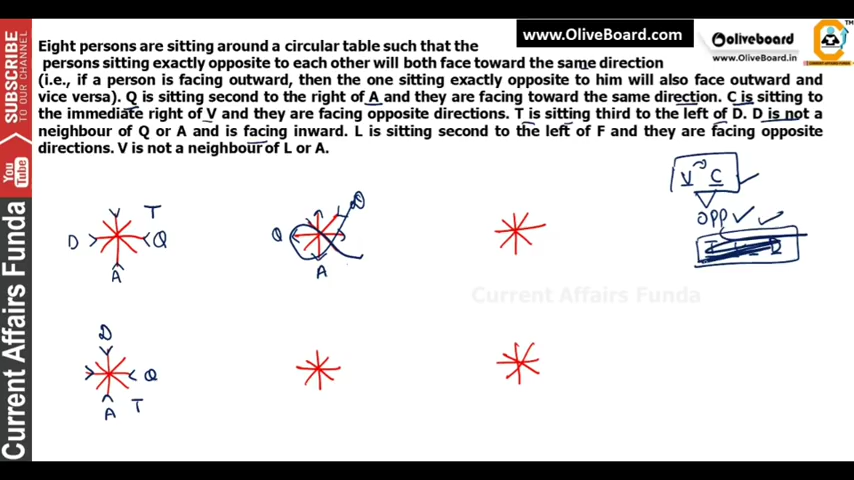 www.OliveBoard.com
oliveboard
www.OliveBoard.in
SUBSCRIBE
TO OUR CHANNEL
You
Tube
Current Affairs Funda
Eight persons are sitting around a circular table such that the
persons sitting exactly opposite to each other will both face toward the same direction
(i.e., if a person is facing outward, then the one sitting exactly opposite to him will also face outward and
vice versa). Q is sitting second to the right of A and they are facing toward the same direction. C is sitting to
the immediate right of V and they are facing opposite directions. T is sitting third to the left of D. D is not a
neighbour of Q or A and is facing inward. L is sitting second to the left of F and they are facing opposite
directions. V is not a neighbour of L or A.
V C
OPP
T
D Q
A
Q
A
Current Affairs Funda
D
Q
A T